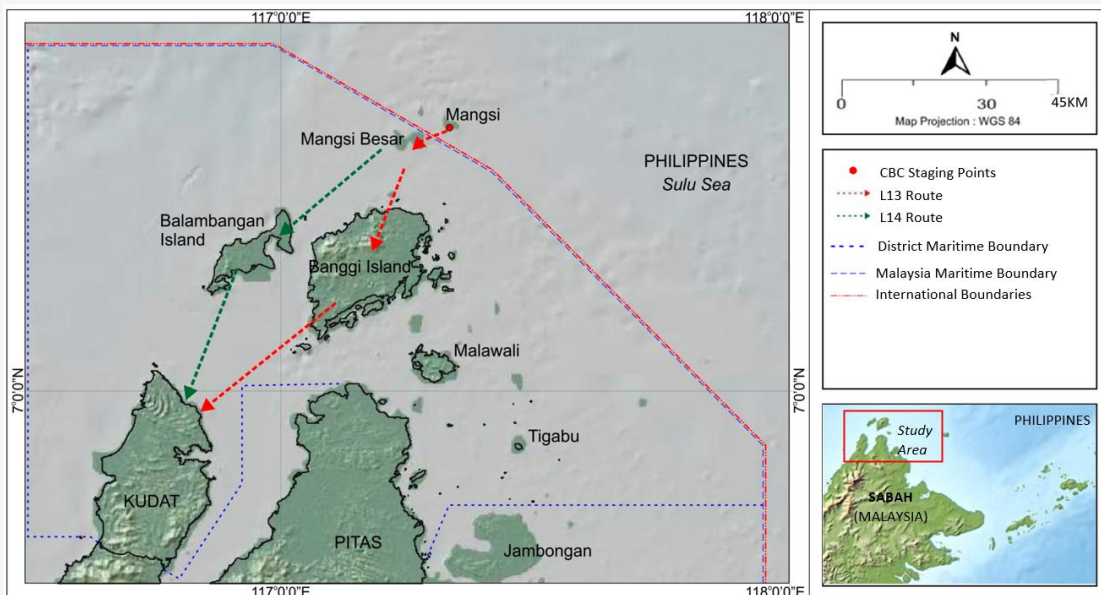 117°0'0"E
118°0'0"E
Mangsi
Mangsi Besar
PHILIPPINES
Sulu Sea
Balambangan
Island
Banggi Island
Malawali
7°0'0"N
7°0'0"N
Tigabu
KUDAT
PITAS
Jambongan
117°0'0"E
118°0'0"E
N
0 30 45KM
Map Projection : WGS 84
CBC Staging Points
L13 Route
L14 Route
District Maritime Boundary
Malaysia Maritime Boundary
International Boundaries
PHILIPPINES
Study
Area
SABAH
(MALAYSIA)